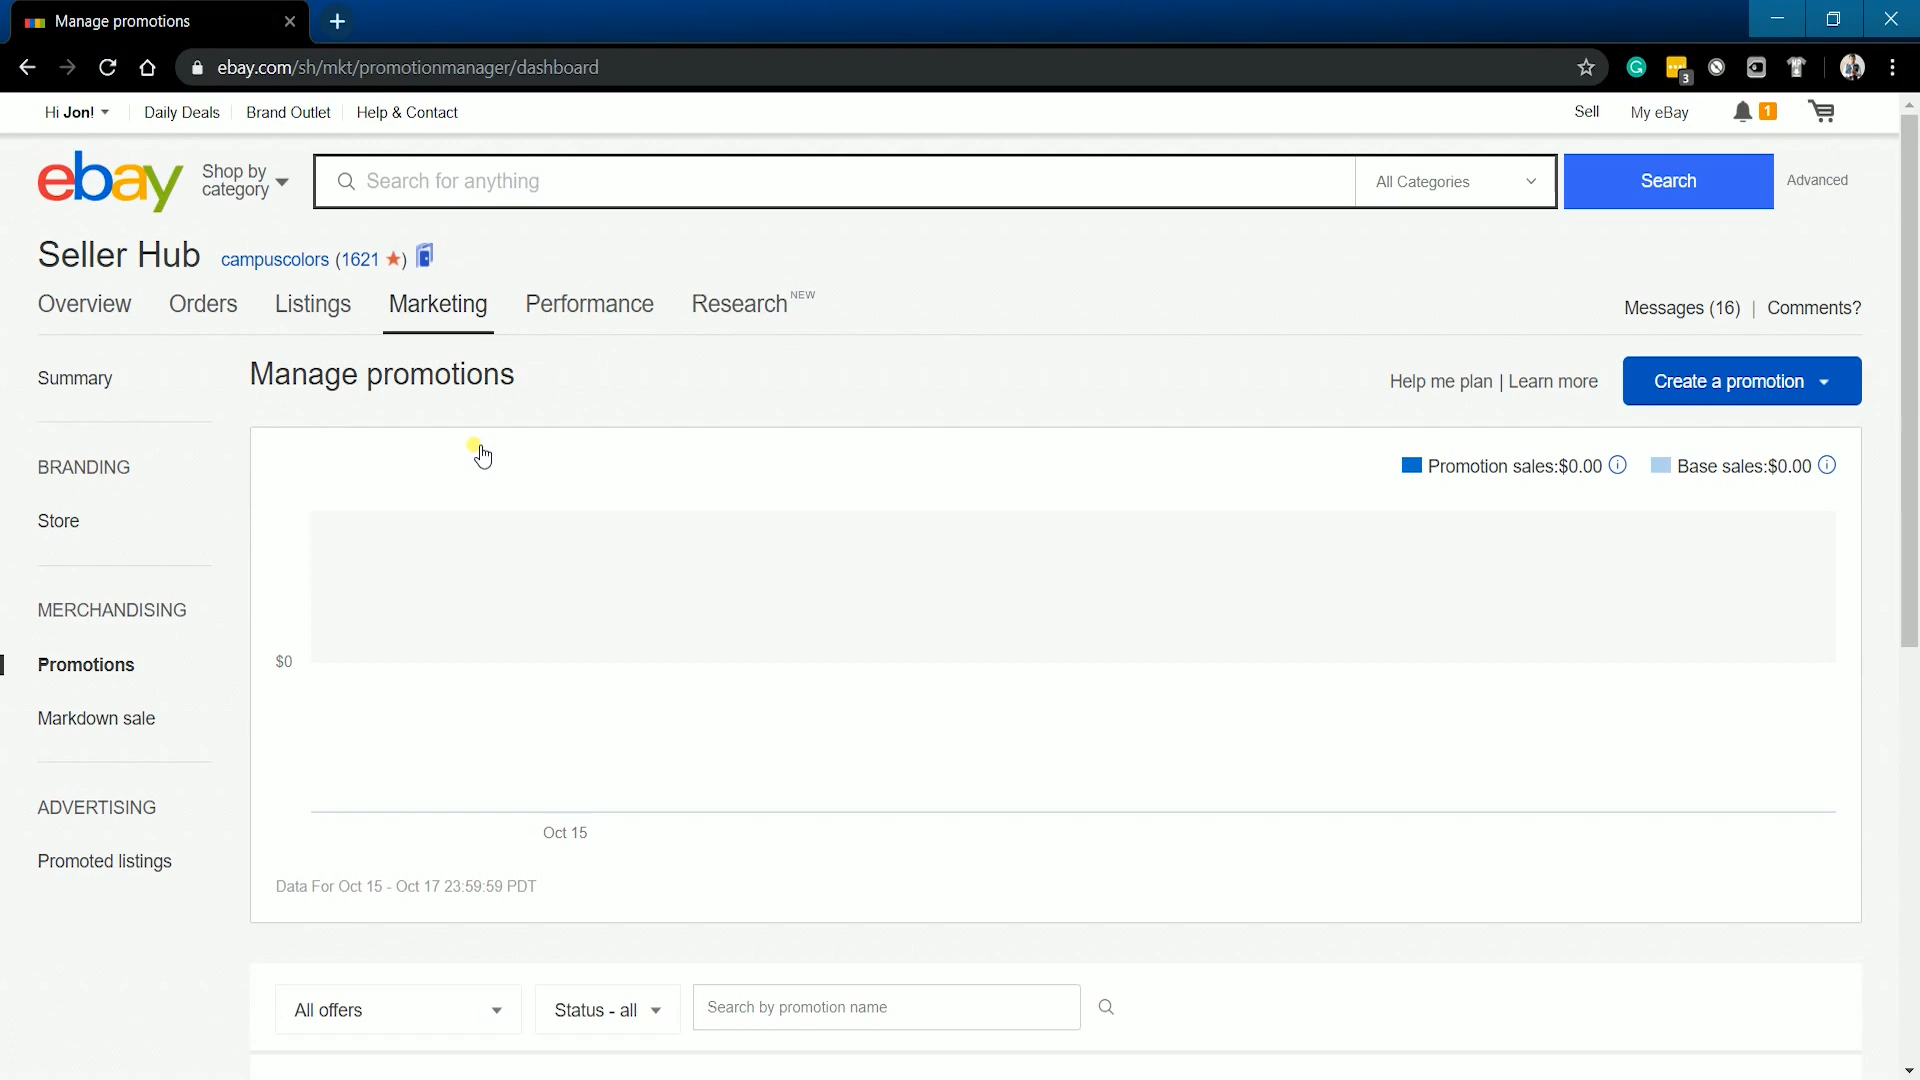 Manage promotions
ebay.com/sh/mkt/promotionmanager/dashboard
3
Hi Jon!
Daily Deals
Brand Outlet
Help & Contact
Sell
My eBay
1
ebay
Shop by
category
Search for anything
All Categories
Search
Advanced
Seller Hub
campuscolors (1621 ★)
Overview
Orders
Listings
Marketing
Performance
Research NEW
Messages (16) | Comments?
Summary
Manage promotions
Help me plan | Learn more
Create a promotion
BRANDING
Store
MERCHANDISING
Promotions
Markdown sale
ADVERTISING
Promoted listings
Promotion sales:$0.00
Base sales:$0.00
$0
Oct 15
Data For Oct 15 - Oct 17 23:59:59 PDT
All offers
Status - all
Search by promotion name